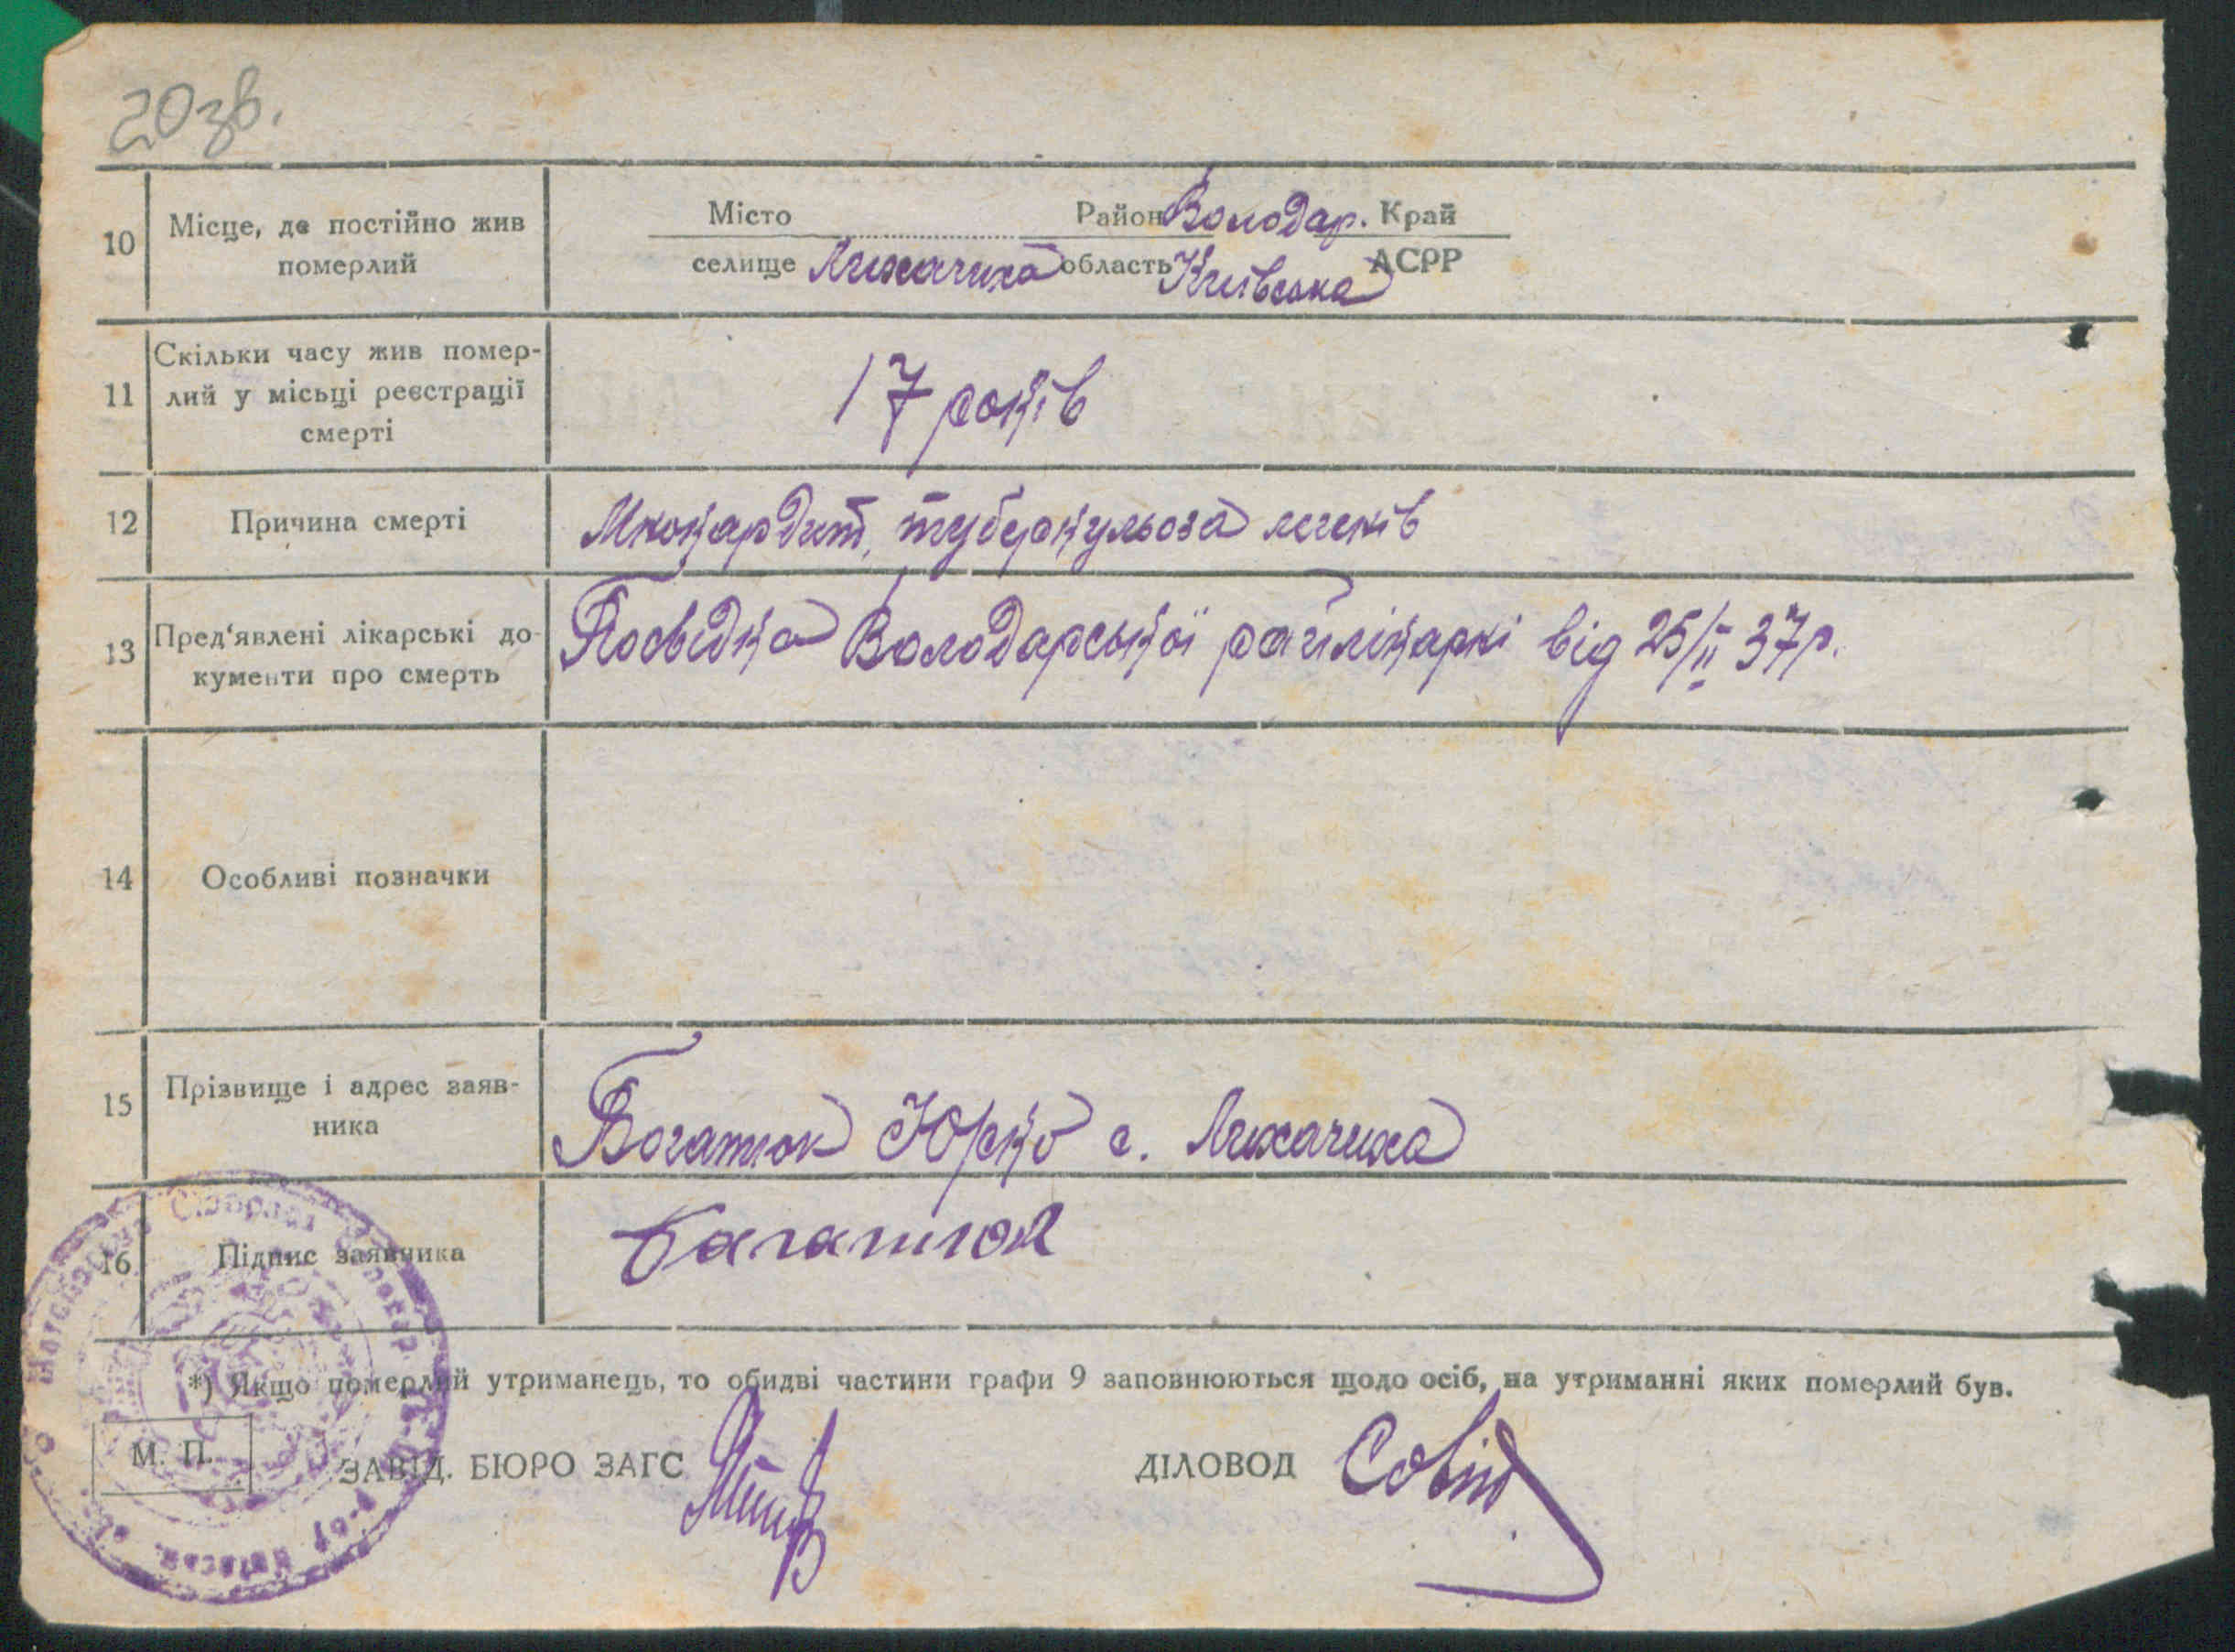 20зв.
10 Місце, де постійно жив померлий
Місто Район Володар. Край
селище Лихачиха область Київська АСРР
11 Скільки часу жив помер-
лий у місьці реєстрації
смерті
17 років
12 Причина смерті
Миокардит, туберкульоза легенів
13 Пред'явлені лікарські до-
кументи про смерть
Посвідка Володарської райлікарні від 25/II 37р.
14 Особливі позначки
15 Прізвище і адрес заяв-
ника
Богатюк Юрко с. Лихачиха
16 Підпис заявника
Багатюк
*) Якщо померлий утриманець, то обидві частини графи 9 заповнюються щодо осіб, на утриманні яких померлий був.
М. П.
ЗАВІД. БЮРО ЗАГС
ДІЛОВОД